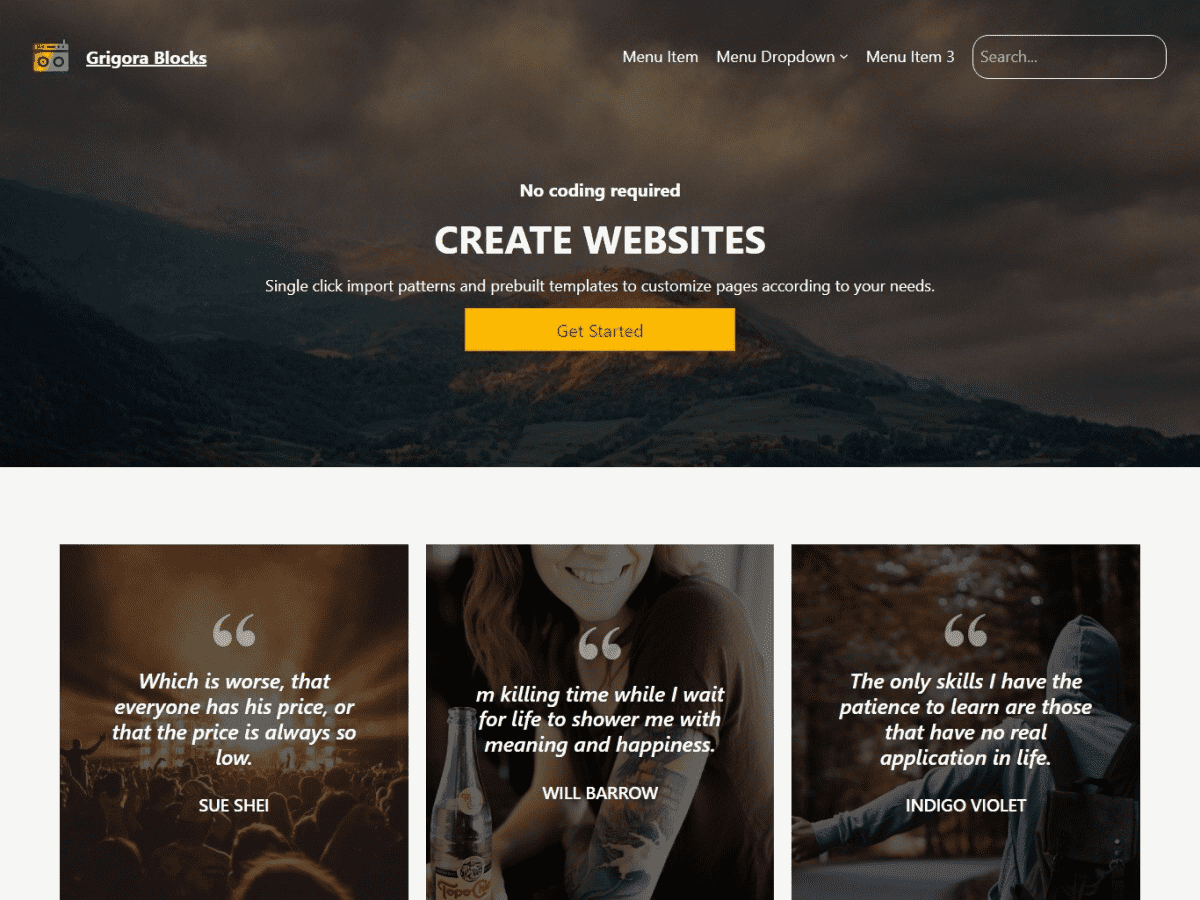 Grigora Blocks
Menu Item
Menu Dropdown
Menu Item 3
Search...
No coding required
CREATE WEBSITES
Single click import patterns and prebuilt templates to customize pages according to your needs.
Get Started
Which is worse, that
everyone has his price, or
that the price is always so
low.
SUE SHEI
m killing time while I wait
for life to shower me with
meaning and happiness.
WILL BARROW
Topo Chico
The only skills I have the
patience to learn are those
that have no real
application in life.
INDIGO VIOLET